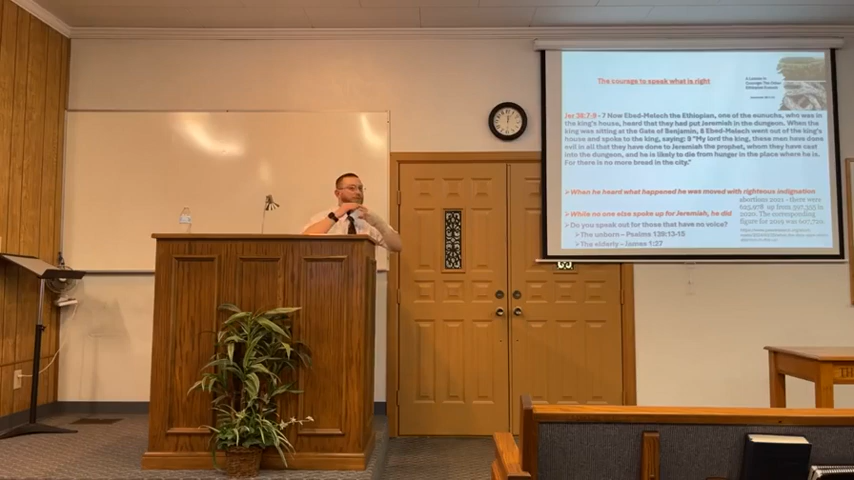 The courage to speak what is right
Jer 38:7-9 - 7 Now Ebed-Melech the Ethiopian, one of the eunuchs, who was in
the king's house, heard that they had put Jeremiah in the dungeon. When the
king was sitting at the Gate of Benjamin, 8 Ebed-Melech went out of the king's
house and spoke to the king, saying: 9 "My lord the king, these men have done
evil in all that they have done to Jeremiah the prophet, whom they have cast
into the dungeon, and he is likely to die from hunger in the place where he is.
For there is no more bread in the city."
When he heard what happened he was moved with righteous indignation
abortions 2021 - there were
While no one else spoke up for Jeremiah, he did
2020. The corresponding
Do you speak out for those that have no voice?
The unborn – Psalms 139:13-15
The elderly – James 1:27